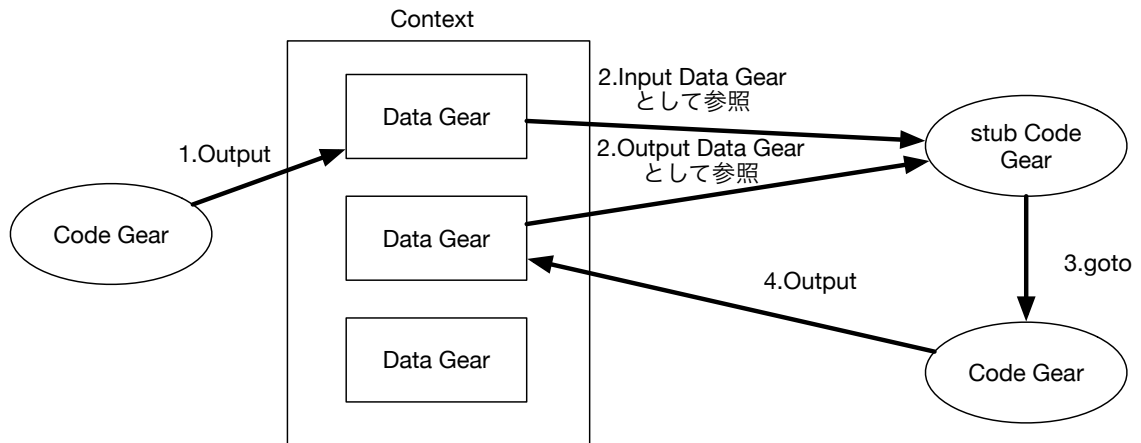 Context
2.Input Data Gear
として参照
Data Gear
stub Code
Gear
1.Output
2.Output Data Gear
として参照
Code Gear
Data Gear
3.goto
4.Output
Data Gear
Code Gear